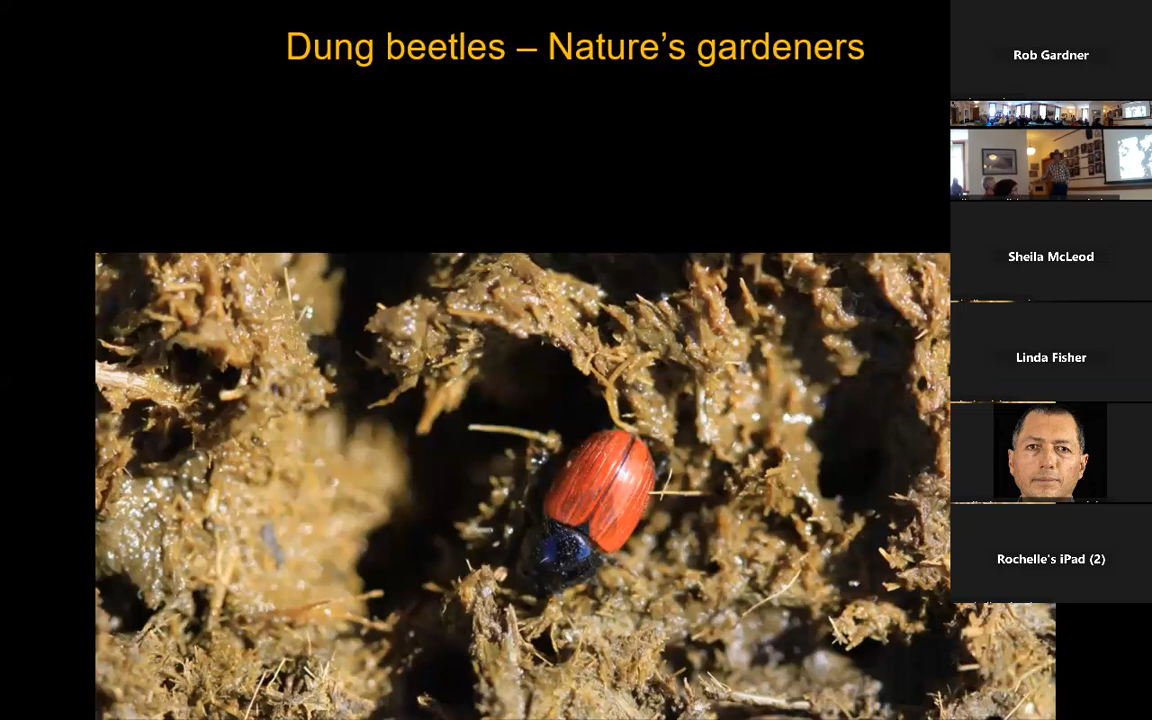 Dung beetles – Nature's gardeners
Rob Gardner
Sheila McLeod
Linda Fisher
Rochelle's iPad (2)